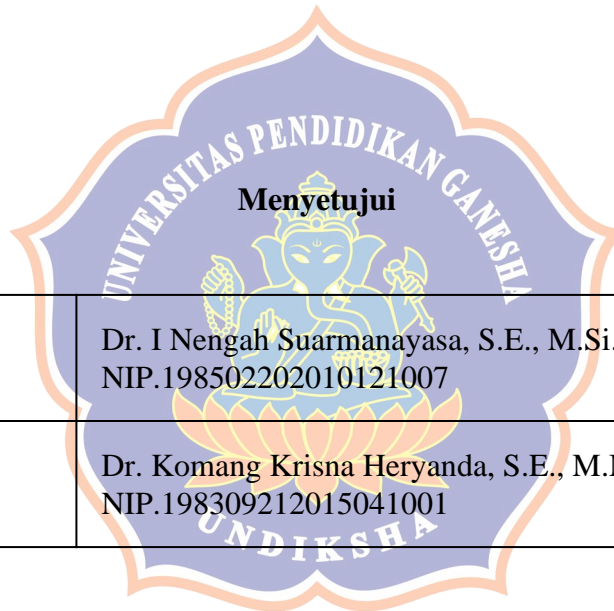 UNIVERSITAS PENDIDIKAN GANESHA
Menyetujui
Dr. I Nengah Suarmanayasa, S.E., M.Si.
NIP.198502202010121007
Dr. Komang Krisna Heryanda, S.E., M.
NIP.198309212015041001
UNDIKSHA